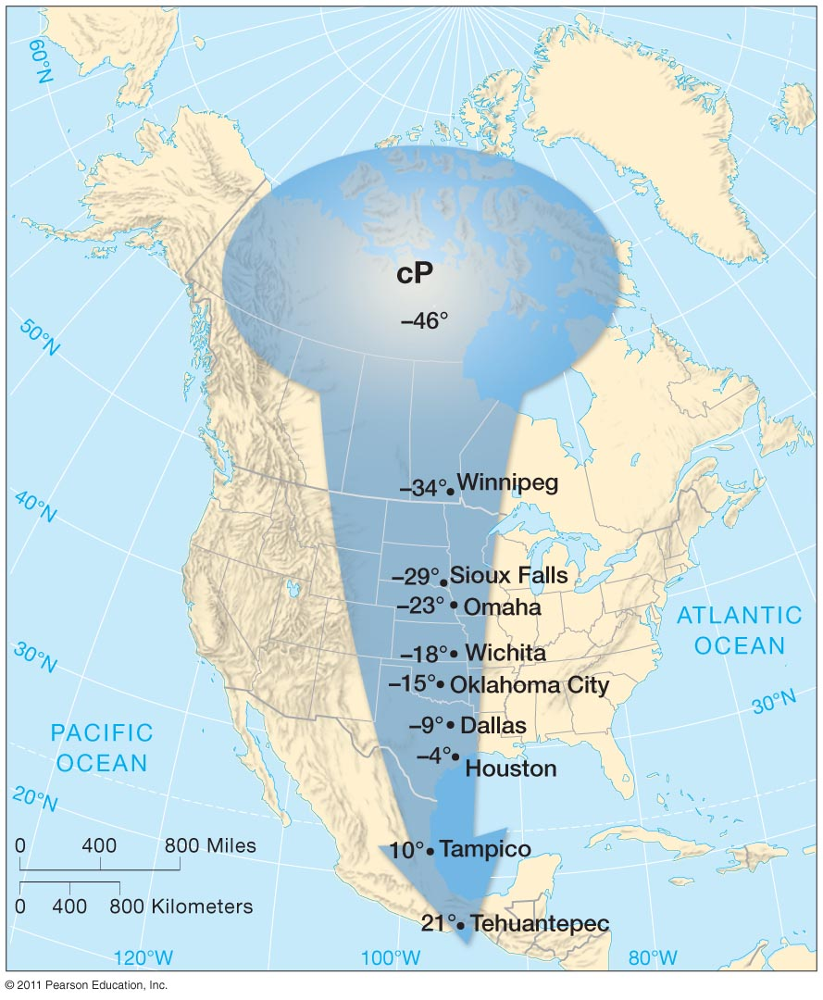 60°N
cP
–46°
50°N
–34° Winnipeg
40°N
–29° Sioux Falls
–23° Omaha
ATLANTIC
OCEAN
–18° Wichita
30°N
–15° Oklahoma City
30°N
–9° Dallas
PACIFIC
OCEAN
–4°
Houston
20°N
0 400 800 Miles
10° Tampico
0 400 800 Kilometers
21° Tehuantepec
120°W 100°W 80°W
© 2011 Pearson Education, Inc.